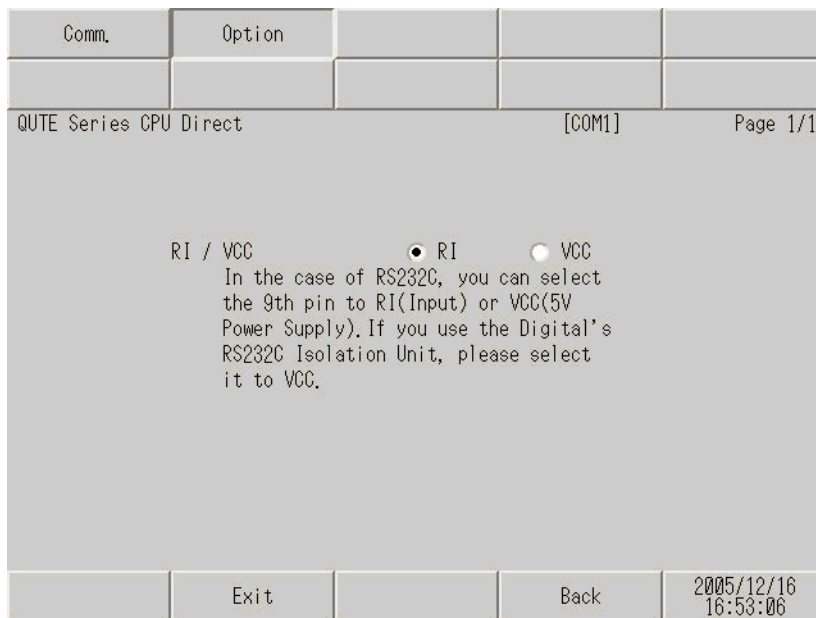 Comm. Option
QUTE Series CPU Direct [COM1] Page 1/1
RI / VCC RI VCC
In the case of RS232C, you can select
the 9th pin to RI(Input) or VCC(5V
Power Supply).If you use the Digital's
RS232C Isolation Unit, please select
it to VCC.
Exit Back 2005/12/16
16:53:06